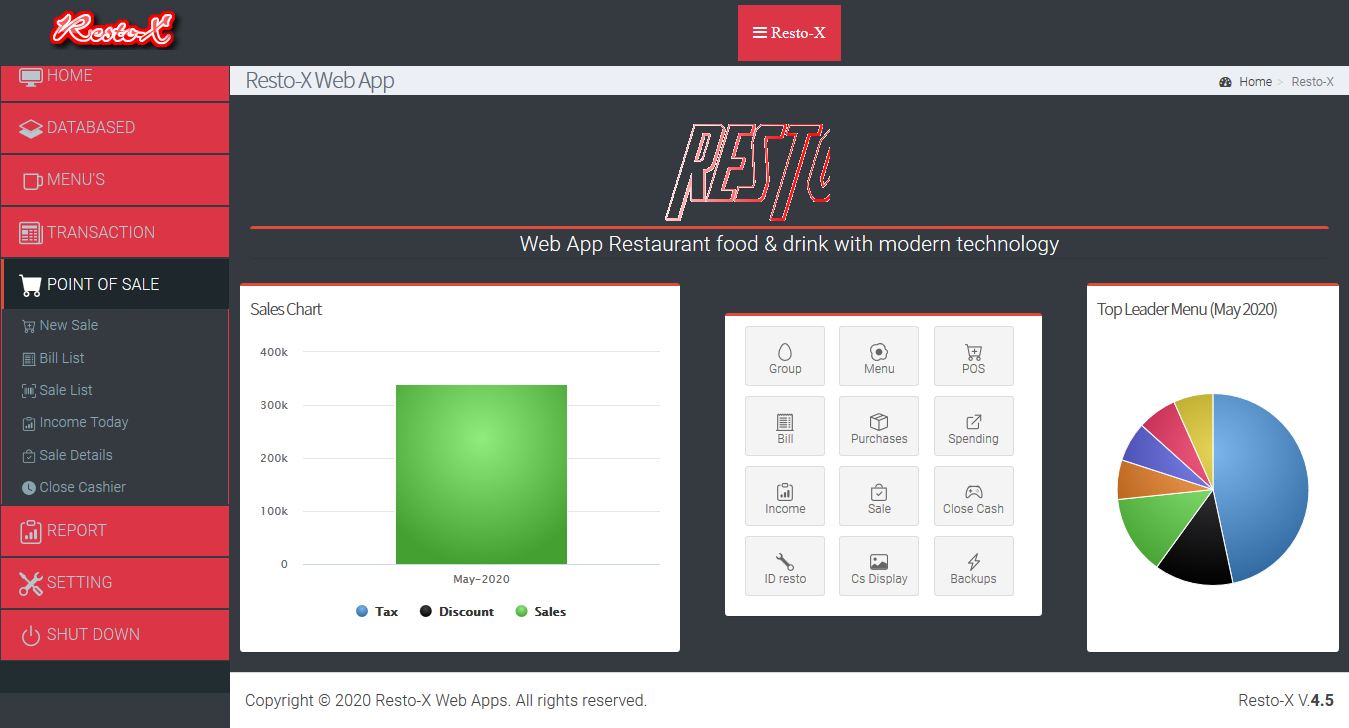 Resto-X
Resto-X
HOME
DATABASED
MENU'S
TRANSACTION
POINT OF SALE
New Sale
Bill List
Sale List
Income Today
Sale Details
Close Cashier
REPORT
SETTING
SHUT DOWN
Resto-X Web App
Home > Resto-X
RESTO
Web App Restaurant food & drink with modern technology
Sales Chart
400k
300k
200k
100k
0
May-2020
Tax Discount Sales
Group Menu POS
Bill Purchases Spending
Income Sale Close Cash
ID resto Cs Display Backups
Top Leader Menu (May 2020)
Copyright © 2020 Resto-X Web Apps. All rights reserved.
Resto-X V.4.5